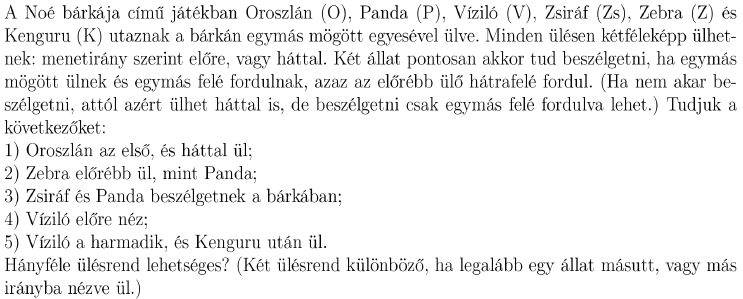 A Noé bárkája című játékban Oroszlán (O), Panda (P), Víziló (V), Zsiráf (Zs), Zebra (Z) és
Kenguru (K) utaznak a bárkán egymás mögött egyesével ülve. Minden ülésen kétféleképp ülhet-
nek: menetirány szerint előre, vagy háttal. Két állat pontosan akkor tud beszélgetni, ha egymás
mögött ülnek és egymás felé fordulnak, azaz az előrébb ülő hátrafelé fordul. (Ha nem akar be-
szélgetni, attól azért ülhet háttal is, de beszélgetni csak egymás felé fordulva lehet.) Tudjuk a
következőket:
1) Oroszlán az első, és háttal ül;
2) Zebra előrébb ül, mint Panda;
3) Zsiráf és Panda beszélgetnek a bárkában;
4) Víziló előre néz;
5) Víziló a harmadik, és Kenguru után ül.
Hányféle ülésrend lehetséges? (Két ülésrend különböző, ha legalább egy állat másutt, vagy más
irányba nézve ül.)